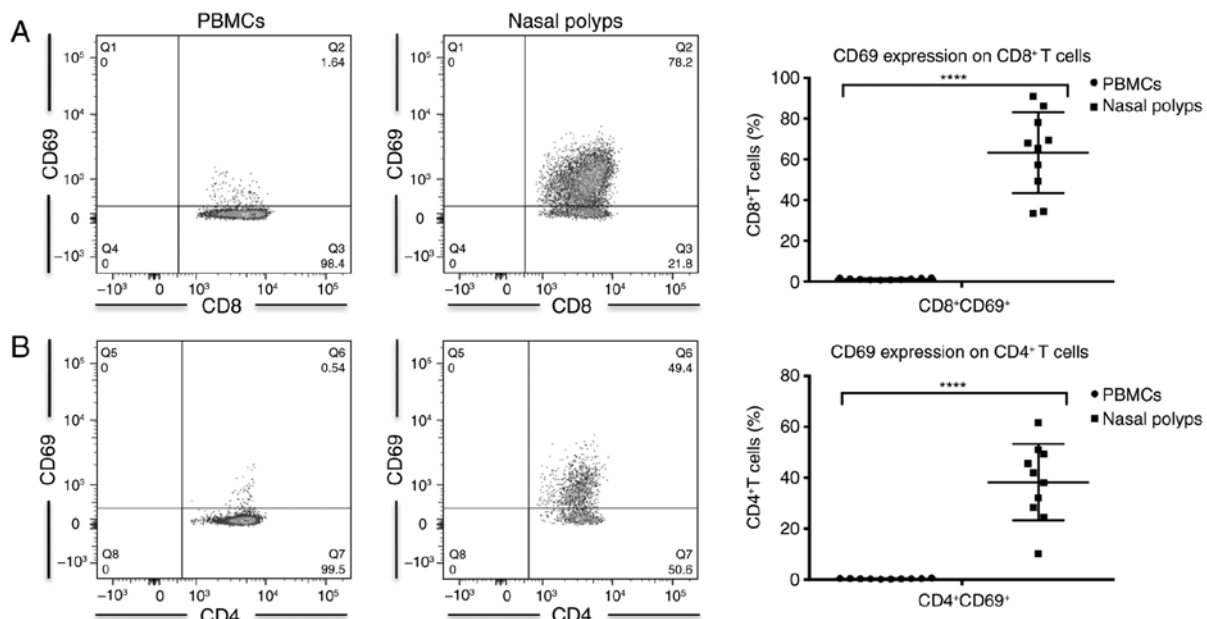 A
PBMCs
Nasal polyps
Q1
0
Q2
1.64
Q4
0
Q3
98.4
10⁵
10⁴
10³
0
−10³
CD69
−10³ 0 10³ 10⁴ 10⁵
CD8
Q1
0
Q2
78.2
Q4
0
Q3
21.8
10⁵
10⁴
10³
0
−10³
CD69
−10³ 0 10³ 10⁴ 10⁵
CD8
CD69 expression on CD8⁺ T cells
****
PBMCs
Nasal polyps
100
80
60
40
20
0
CD8⁺T cells (%)
CD8⁺CD69⁺
B
Q5
0
Q6
0.54
Q8
0
Q7
99.5
10⁵
10⁴
10³
0
−10³
CD69
−10³ 0 10³ 10⁴ 10⁵
CD4
Q5
0
Q6
49.4
Q8
0
Q7
50.6
10⁵
10⁴
10³
0
−10³
CD69
−10³ 0 10³ 10⁴ 10⁵
CD4
CD69 expression on CD4⁺ T cells
****
PBMCs
Nasal polyps
80
60
40
20
0
CD4⁺T cells (%)
CD4⁺CD69⁺